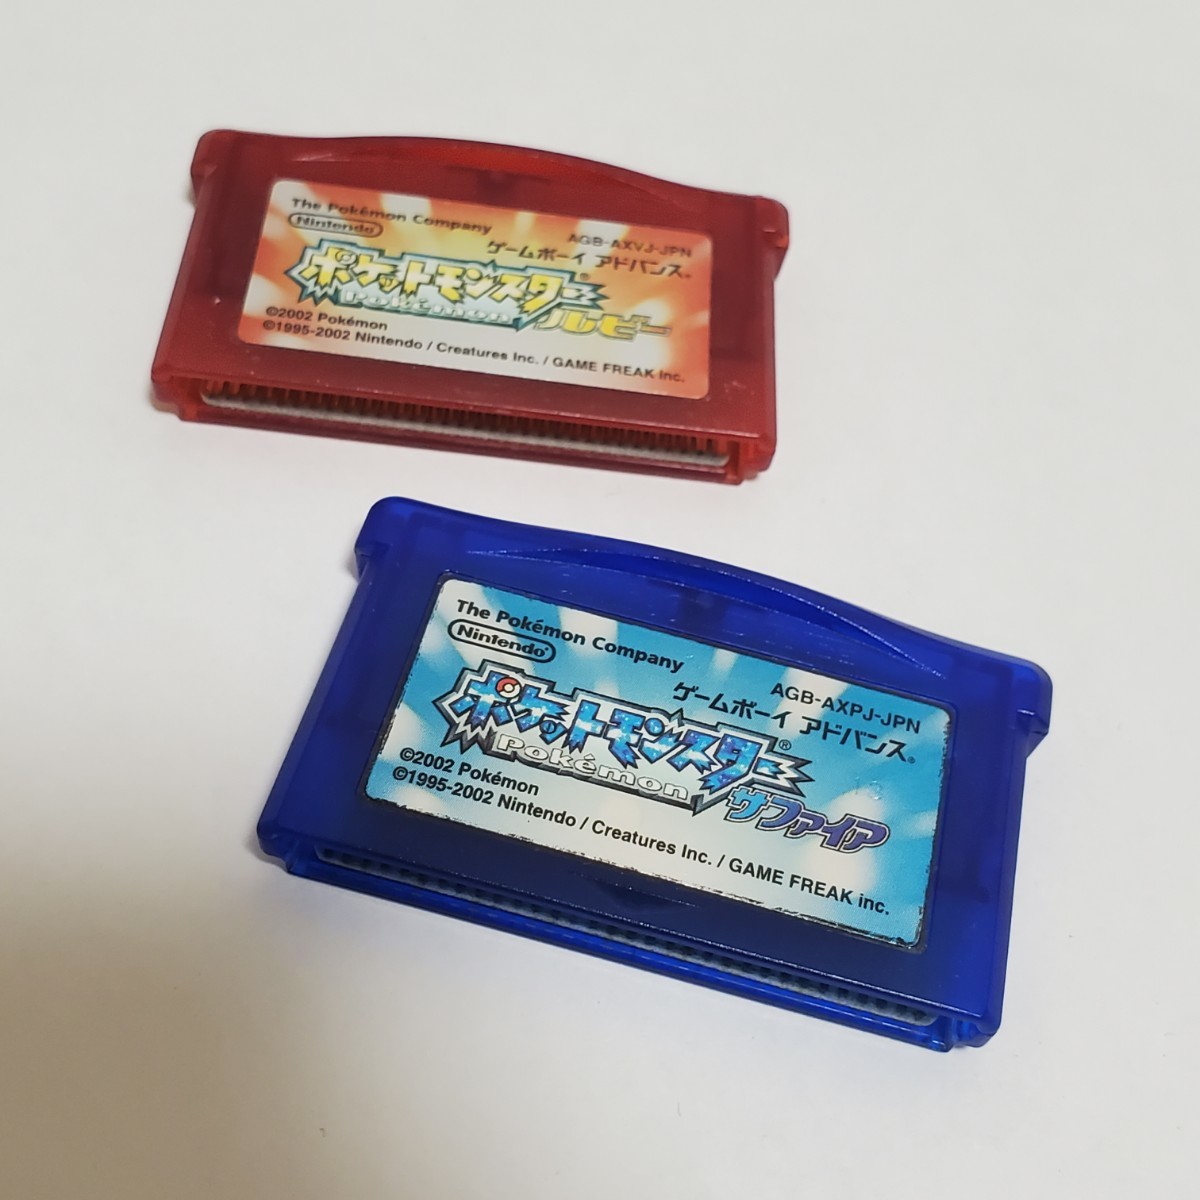 The Pokémon Company
Nintendo
AGB-AXVJ-JPN
ゲームボーイ アドバンス®
ポケットモンスター®
Pokémon
ルビー
©2002 Pokémon
©1995-2002 Nintendo / Creatures Inc. / GAME FREAK inc.
The Pokémon Company
Nintendo®
AGB-AXPJ-JPN
ゲームボーイ アドバンス®
ポケットモンスター®
Pokémon
サファイア
©2002 Pokémon
©1995-2002 Nintendo / Creatures Inc. / GAME FREAK inc.